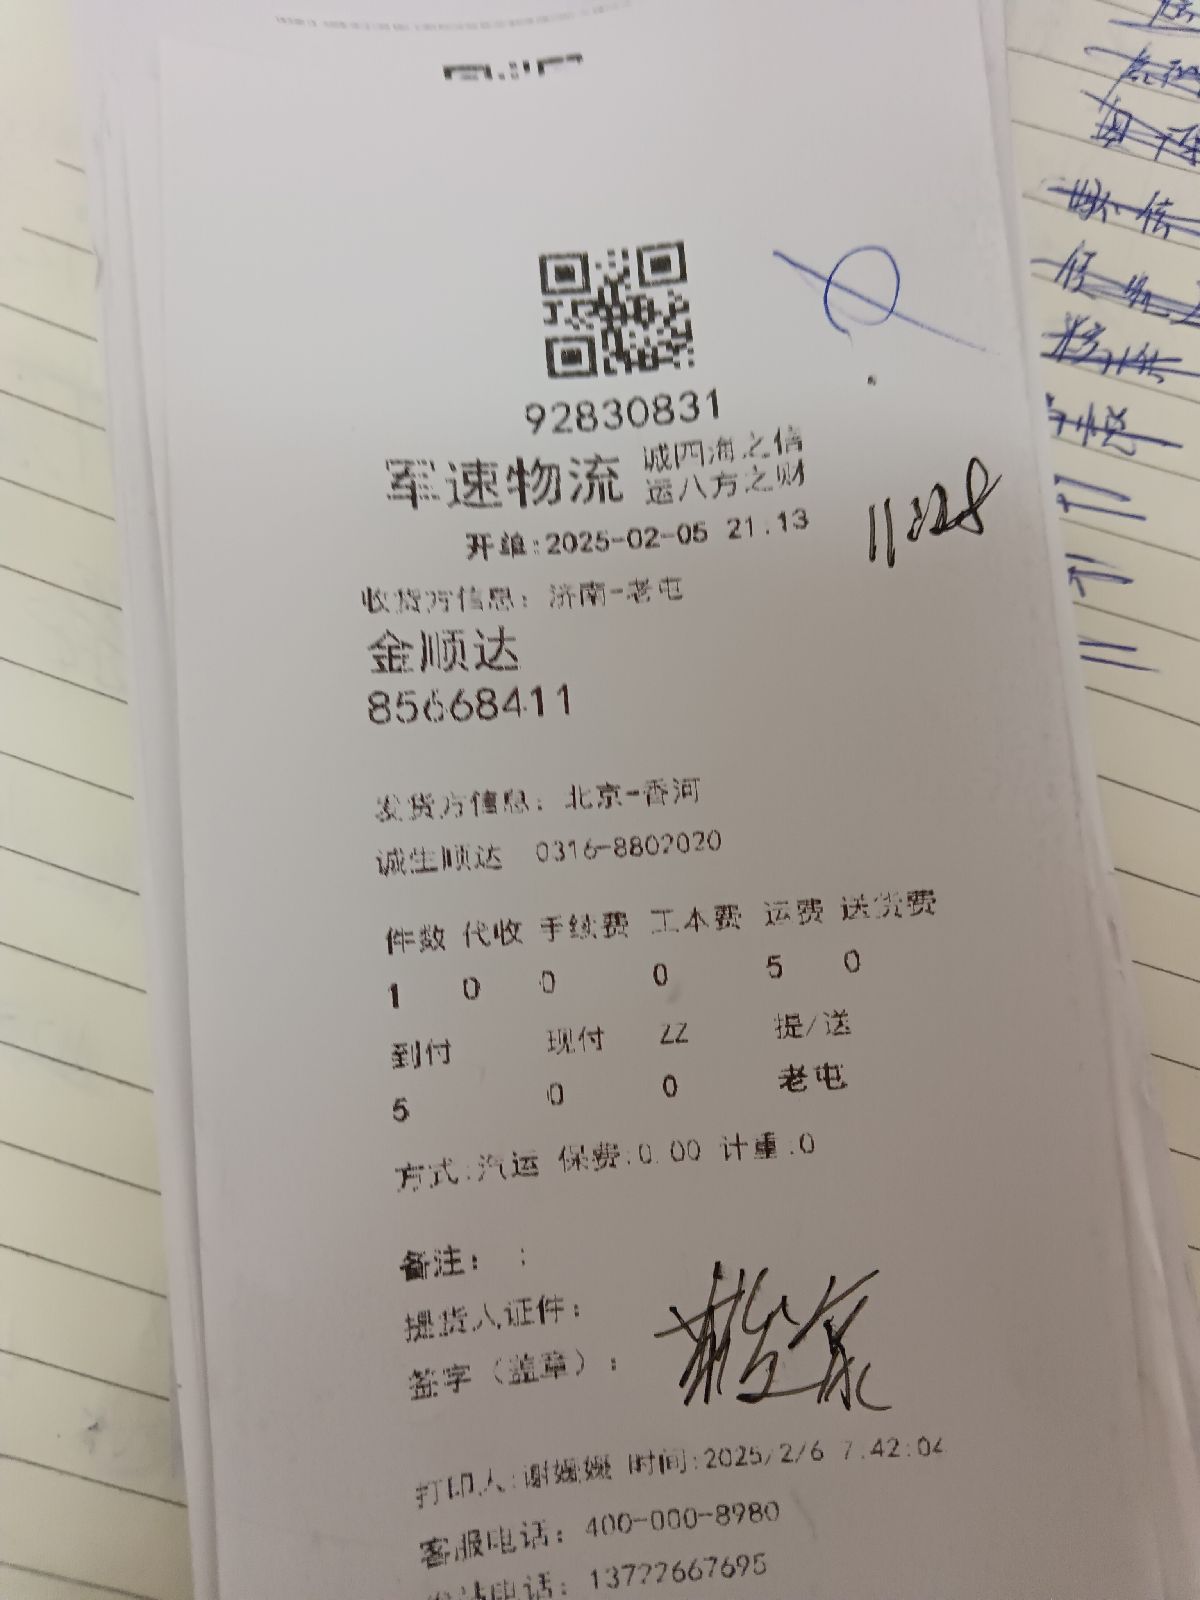 92830831
军速物流 诚四海之信
运八方之财
开单:2025-02-05 21:13
11328
收货方信息：济南-老屯
金顺达
85668411
发货方信息：北京-香河
诚生顺达 0316-8802020
件数 代收 手续费 工本费 运费 送货费
1 0 0 0 5 0
到付 现付 ZZ 提/送
5 0 0 老屯
方式:汽运 保费:0.00 计重:0
备注： ；
提货人证件：
签字（盖章）：
打印人:谢媛媛 时间:2025/2/6 7:42:04
客服电话：400-000-8980
发站电话：13722667695